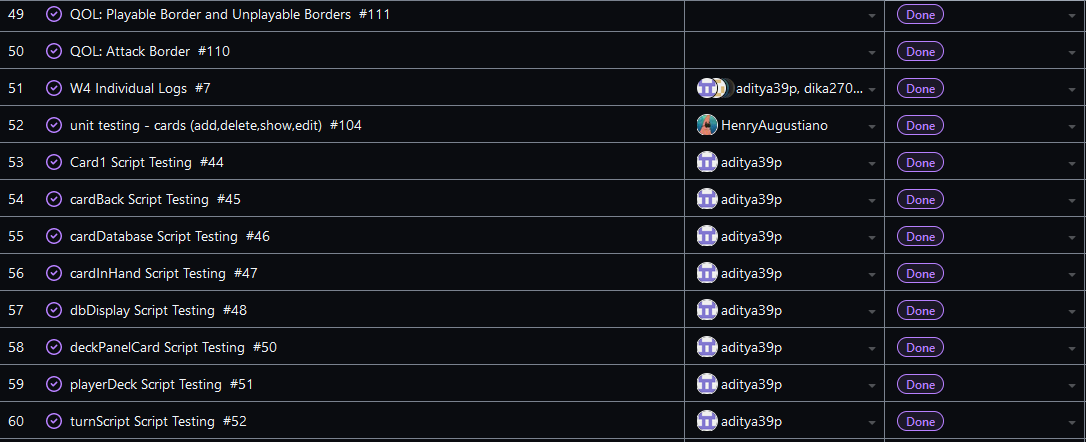 49 QOL: Playable Border and Unplayable Borders #111 Done
50 QOL: Attack Border #110 Done
51 W4 Individual Logs #7 aditya39p, dika270... Done
52 unit testing - cards (add,delete,show,edit) #104 HenryAugustiano Done
53 Card1 Script Testing #44 aditya39p Done
54 cardBack Script Testing #45 aditya39p Done
55 cardDatabase Script Testing #46 aditya39p Done
56 cardInHand Script Testing #47 aditya39p Done
57 dbDisplay Script Testing #48 aditya39p Done
58 deckPanelCard Script Testing #50 aditya39p Done
59 playerDeck Script Testing #51 aditya39p Done
60 turnScript Script Testing #52 aditya39p Done